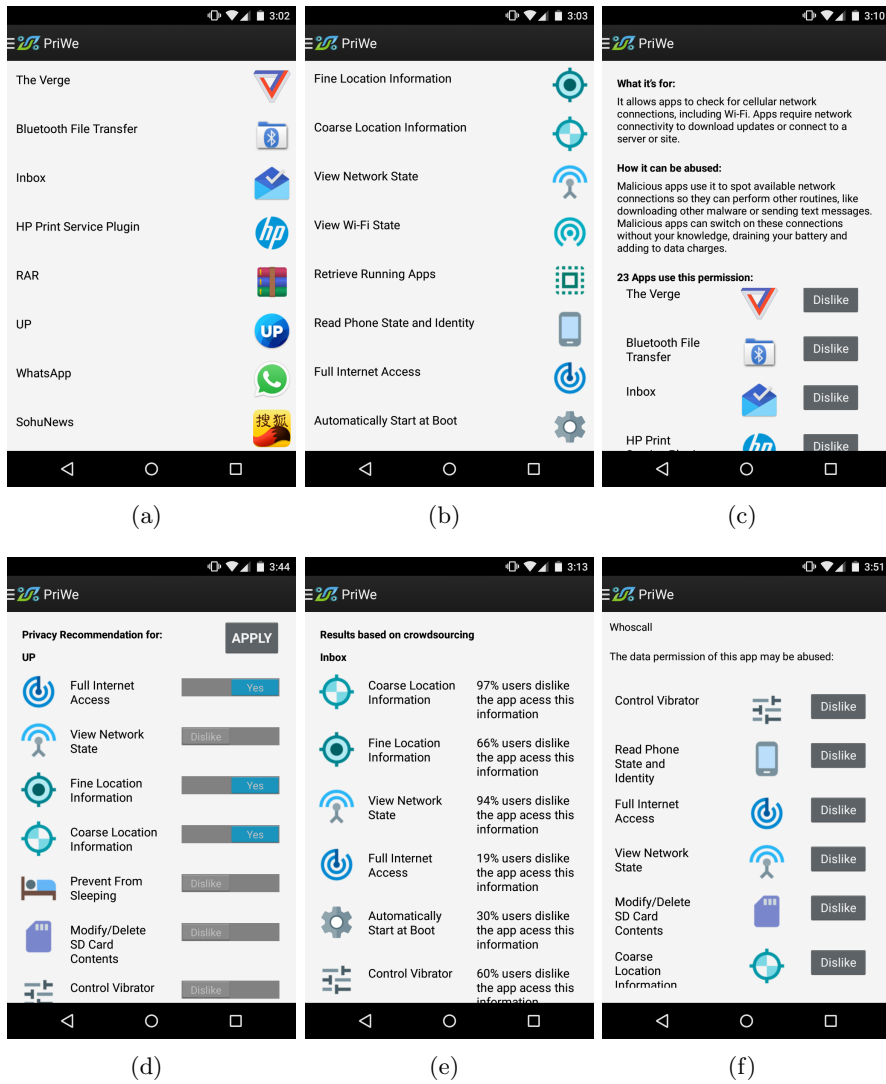 3:02
PriWe
The Verge
Bluetooth File Transfer
Inbox
HP Print Service Plugin
hp
RAR
UP
UP
WhatsApp
SohuNews
搜狐
(a)
3:03
PriWe
Fine Location Information
Coarse Location Information
View Network State
View Wi-Fi State
Retrieve Running Apps
Read Phone State and Identity
Full Internet Access
Automatically Start at Boot
(b)
3:10
PriWe
What it's for:
It allows apps to check for cellular network
connections, including Wi-Fi. Apps require network
connectivity to download updates or connect to a
server or site.
How it can be abused:
Malicious apps use it to spot available network
connections so they can perform other routines, like
downloading other malware or sending text messages.
Malicious apps can switch on these connections
without your knowledge, draining your battery and
adding to data charges.
23 Apps use this permission:
The Verge
Dislike
Bluetooth File
Transfer
Dislike
Inbox
Dislike
HP Print
hp
Dislike
(c)
3:44
PriWe
Privacy Recommendation for:
APPLY
UP
Full Internet
Access
Yes
View Network
State
Dislike
Fine Location
Information
Yes
Coarse Location
Information
Yes
Prevent From
Sleeping
Dislike
Modify/Delete
SD Card
Contents
Dislike
Control Vibrator
Dislike
(d)
3:13
PriWe
Results based on crowdsourcing
Inbox
Coarse Location
Information
97% users dislike
the app acess this
information
Fine Location
Information
66% users dislike
the app acess this
information
View Network
State
94% users dislike
the app acess this
information
Full Internet
Access
19% users dislike
the app acess this
information
Automatically
Start at Boot
30% users dislike
the app acess this
information
Control Vibrator
60% users dislike
the app acess this
information
(e)
3:51
PriWe
Whoscall
The data permission of this app may be abused:
Control Vibrator
Dislike
Read Phone
State and
Identity
Dislike
Full Internet
Access
Dislike
View Network
State
Dislike
Modify/Delete
SD Card
Contents
Dislike
Coarse
Location
Information
Dislike
(f)